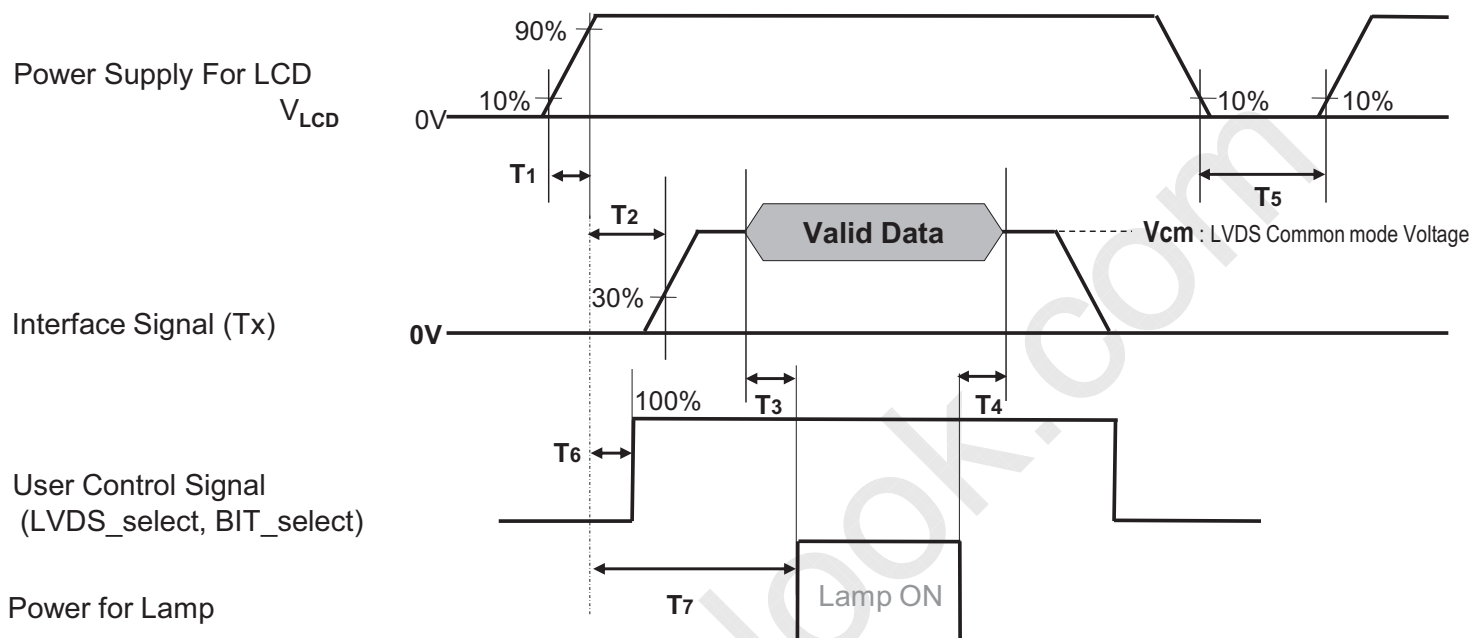 90%
Power Supply For LCD
VLCD
10%
10%
10%
0V
T1
T5
T2
Valid Data
Vcm : LVDS Common mode Voltage
30%
Interface Signal (Tx)
0V
100%
T3
T4
T6
User Control Signal
(LVDS_select, BIT_select)
T7
Lamp ON
Power for Lamp
look.com